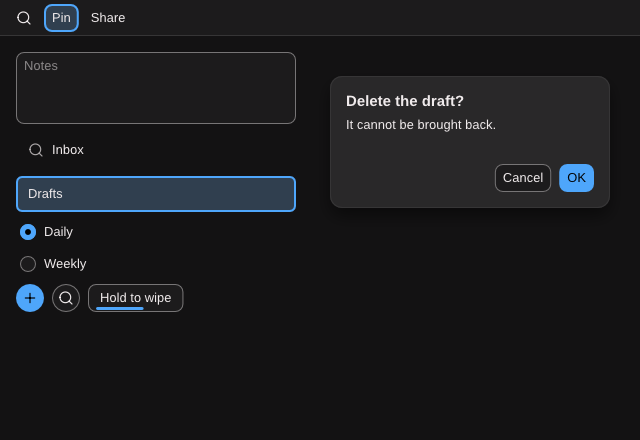 Pin
Share
Notes
Inbox
Drafts
Daily
Weekly
Hold to wipe
Delete the draft?
It cannot be brought back.
Cancel
OK